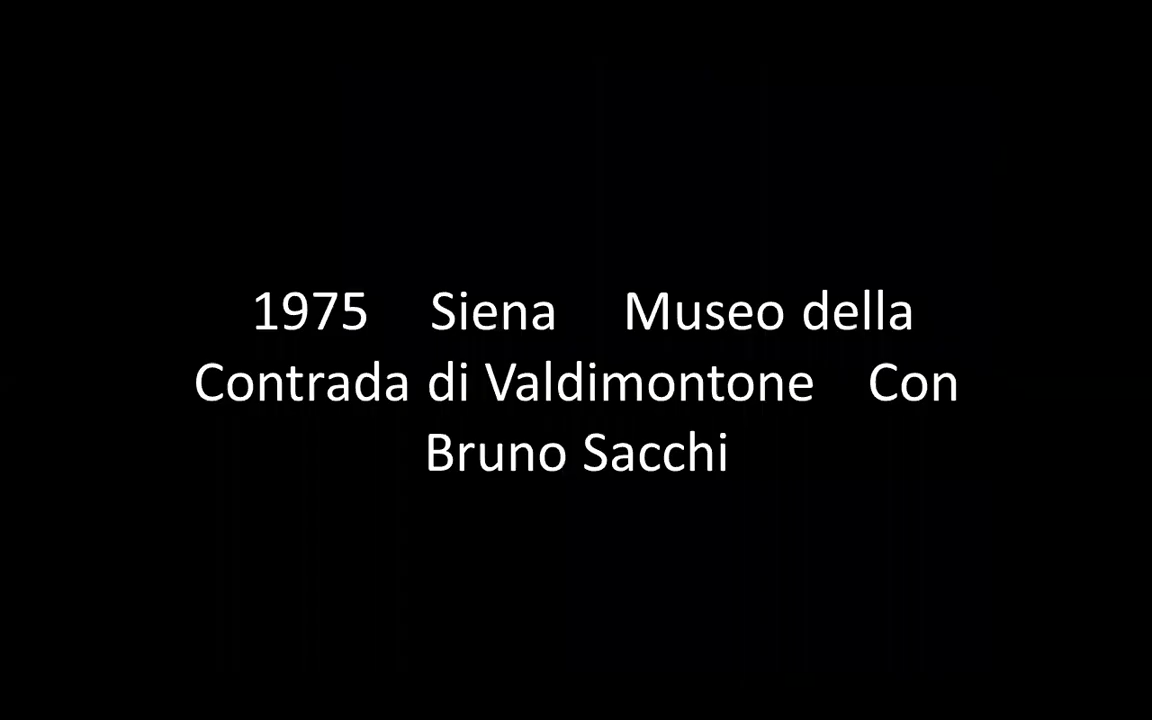 1975 Siena Museo della
Contrada di Valdimontone Con
Bruno Sacchi